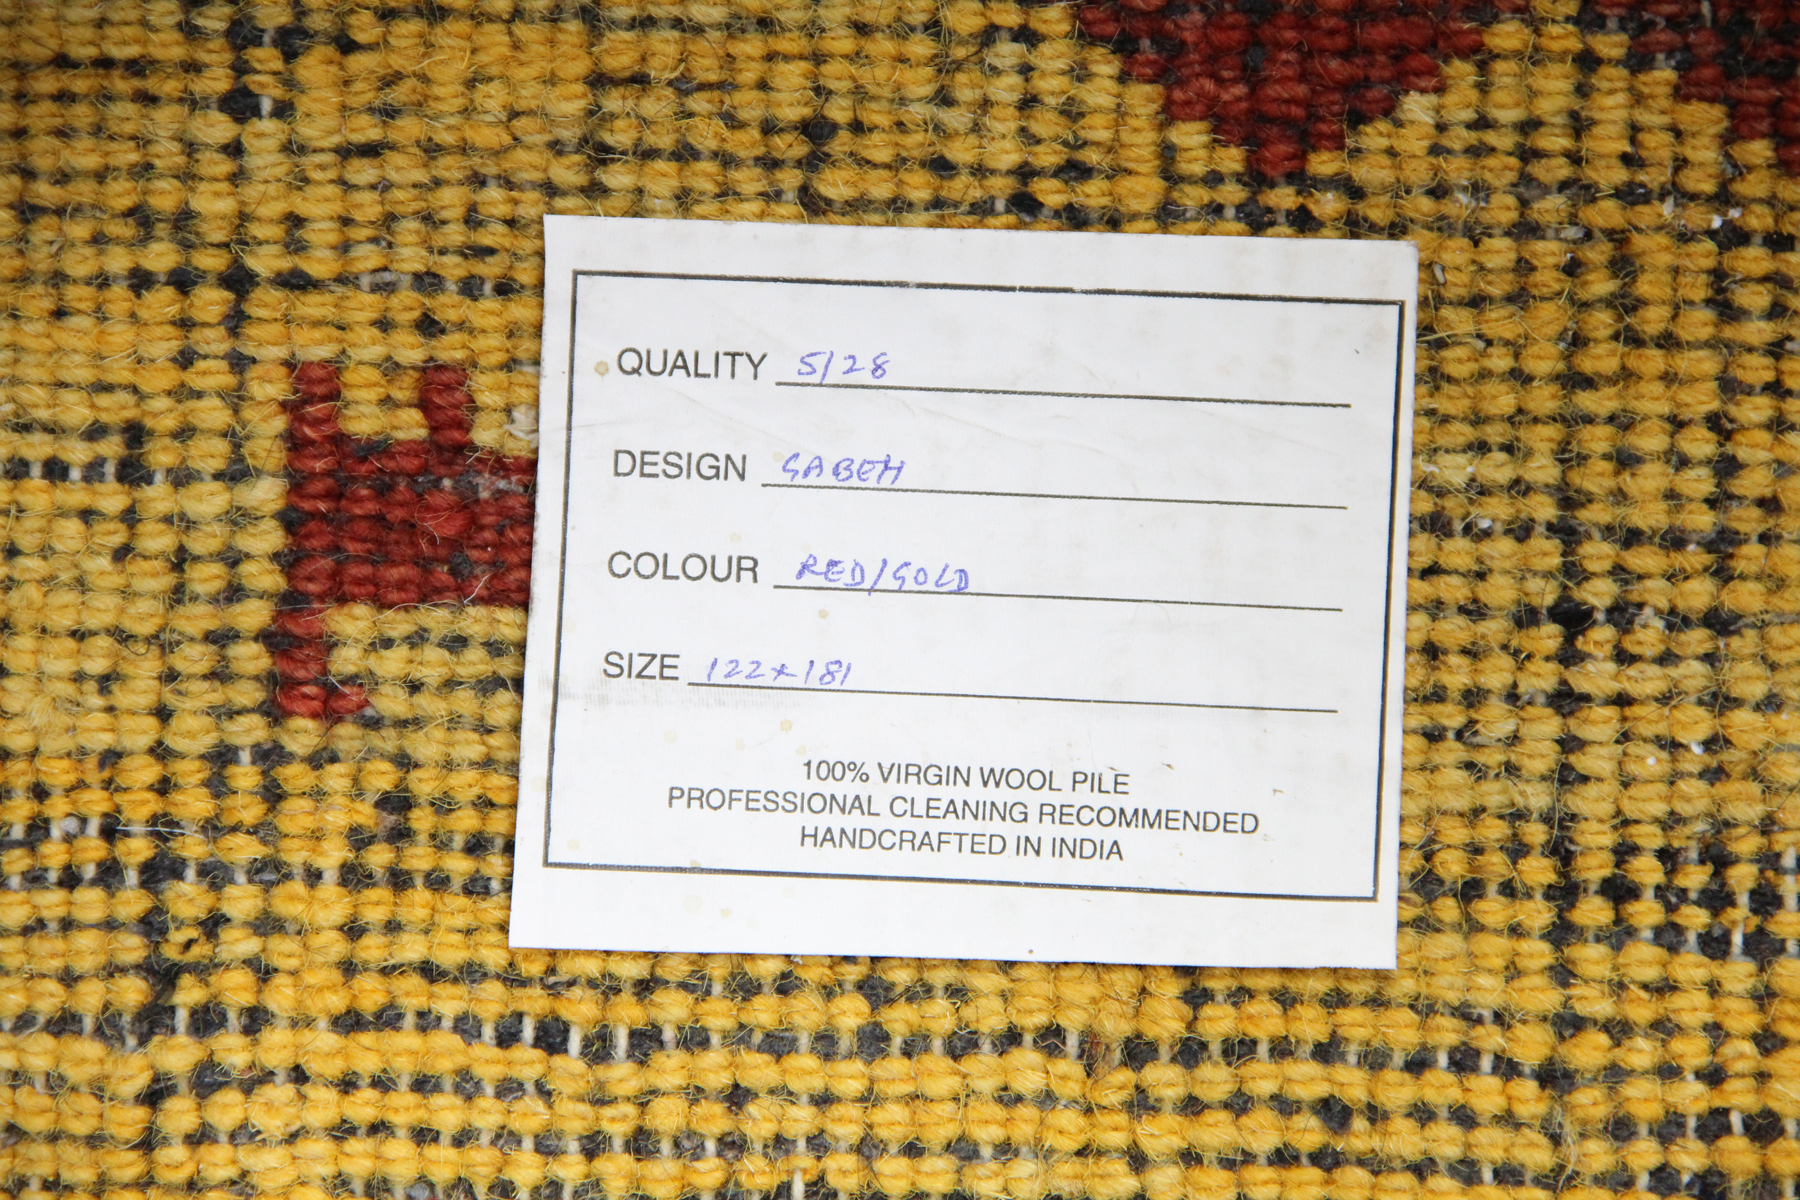 QUALITY 5/28
DESIGN GABEH
COLOUR RED/GOLD
SIZE 122x181
100% VIRGIN WOOL PILE
PROFESSIONAL CLEANING RECOMMENDED
HANDCRAFTED IN INDIA